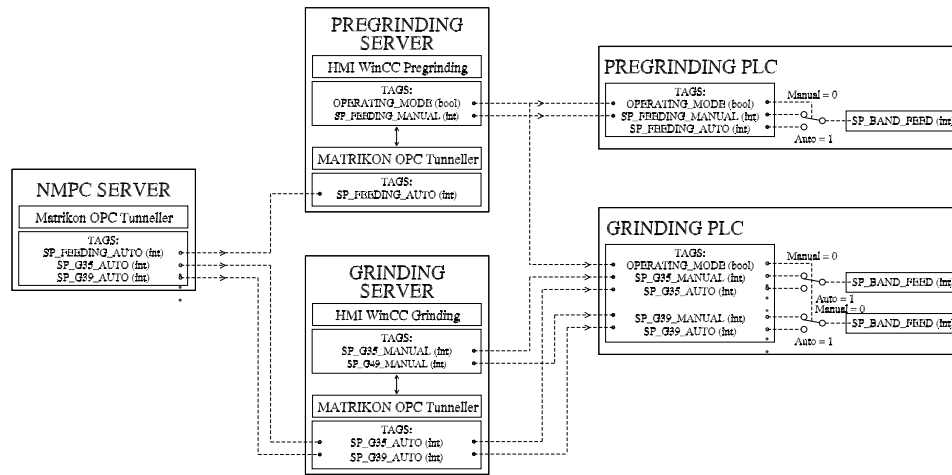 PREGRINDING
SERVER
HMI WinCC Pregrinding
TAGS:
OPERATING_MODE (bool)
SP_FEEDING_MANUAL (int)
MATRIKON OPC Tunneller
TAGS:
SP_FEEDING_AUTO (int)
NMPC SERVER
Matrikon OPC Tunneller
TAGS:
SP_FEEDING_AUTO (int)
SP_G35_AUTO (int)
SP_G39_AUTO (int)
GRINDING
SERVER
HMI WinCC Grinding
TAGS:
SP_G35_MANUAL (int)
SP_G49_MANUAL (int)
MATRIKON OPC Tunneller
TAGS:
SP_G35_AUTO (int)
SP_G39_AUTO (int)
PREGRINDING PLC
TAGS:
OPERATING_MODE (bool)
SP_FEEDING_MANUAL (int)
SP_FEEDING_AUTO (int)
Manual = 0
Auto = 1
SP_BAND_FEED (int)
GRINDING PLC
TAGS:
OPERATING_MODE (bool)
SP_G35_MANUAL (int)
SP_G35_AUTO (int)
SP_G39_MANUAL (int)
SP_G39_AUTO (int)
Manual = 0
SP_BAND_FEED (int)
Auto = 1
Manual = 0
SP_BAND_FEED (int)
Auto = 1